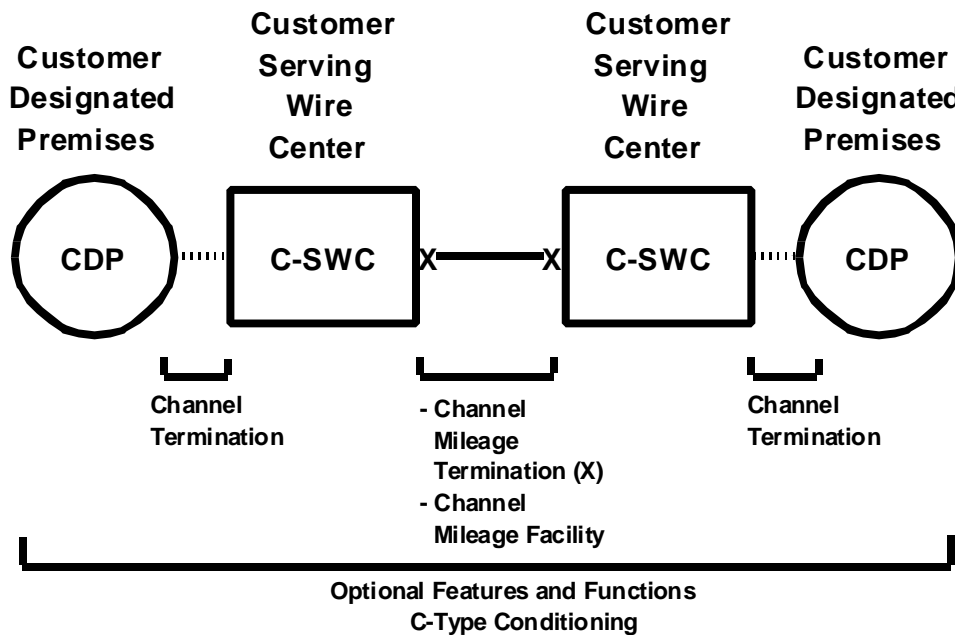 Customer
Designated
Premises
Customer
Serving
Wire
Center
Customer
Serving
Wire
Center
Customer
Designated
Premises
CDP
C-SWC
X
X
C-SWC
CDP
Channel
Termination
- Channel
Mileage
Termination (X)
- Channel
Mileage Facility
Channel
Termination
Optional Features and Functions
C-Type Conditioning